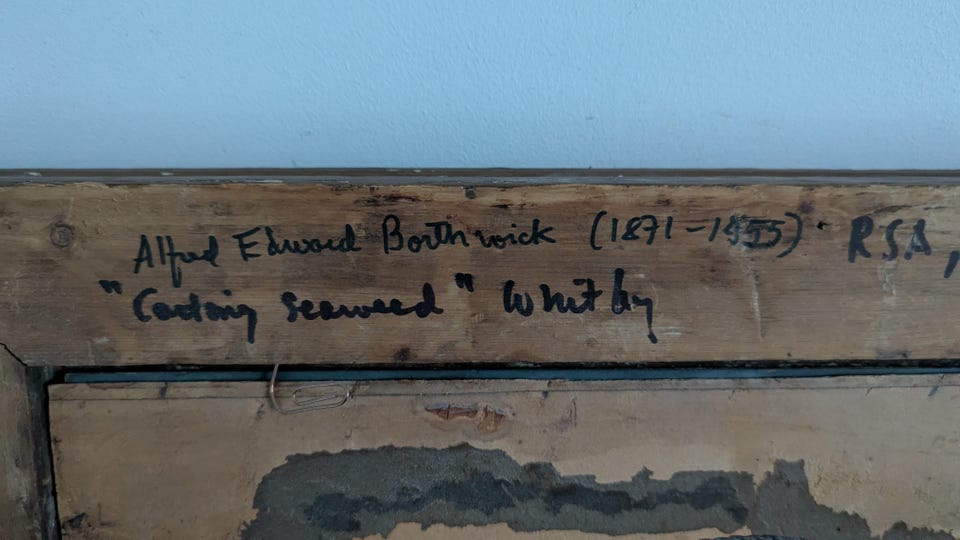 Alfred Edward Borthwick (1871-1955). RSA,
"Carting Seaweed" Whitby